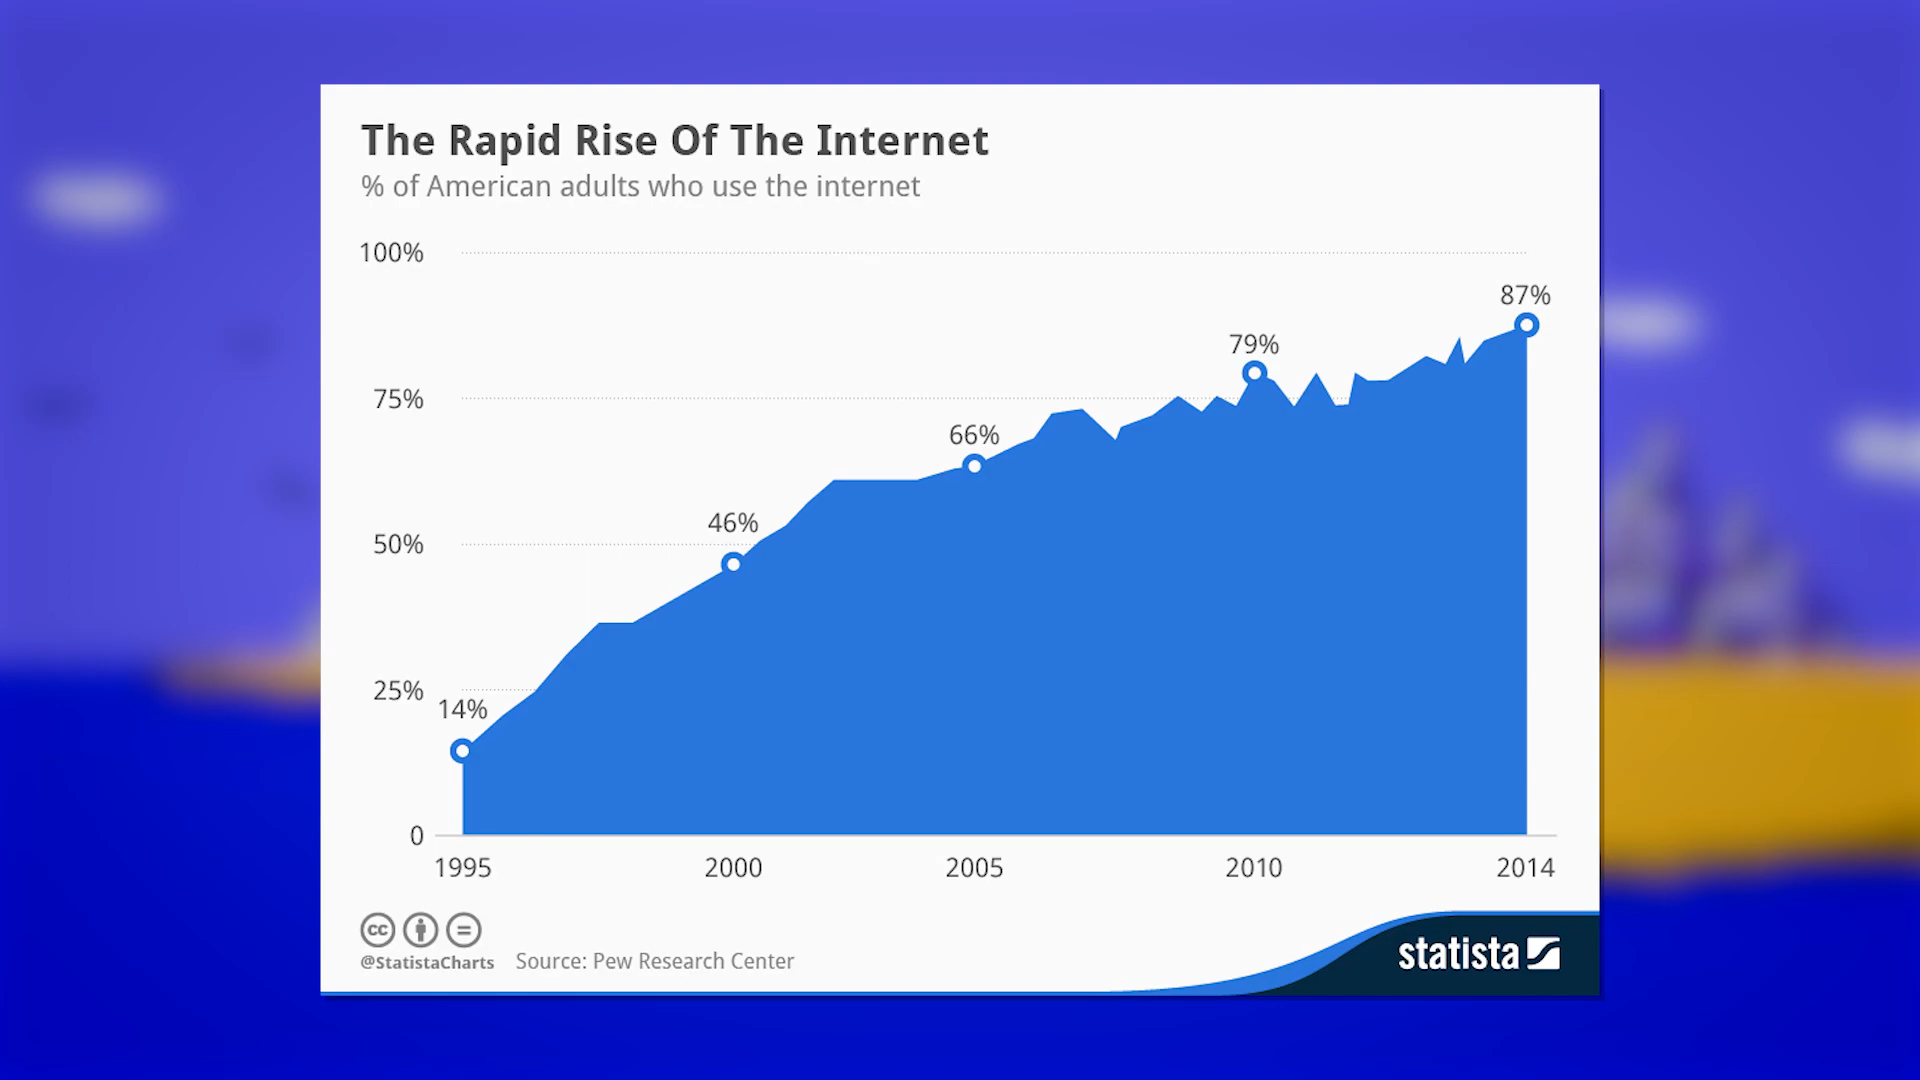 The Rapid Rise Of The Internet
% of American adults who use the internet
100%
87%
79%
75%
66%
46%
50%
25%
14%
0
1995 2000 2005 2010 2014
cc
@StatistaCharts Source: Pew Research Center
statista